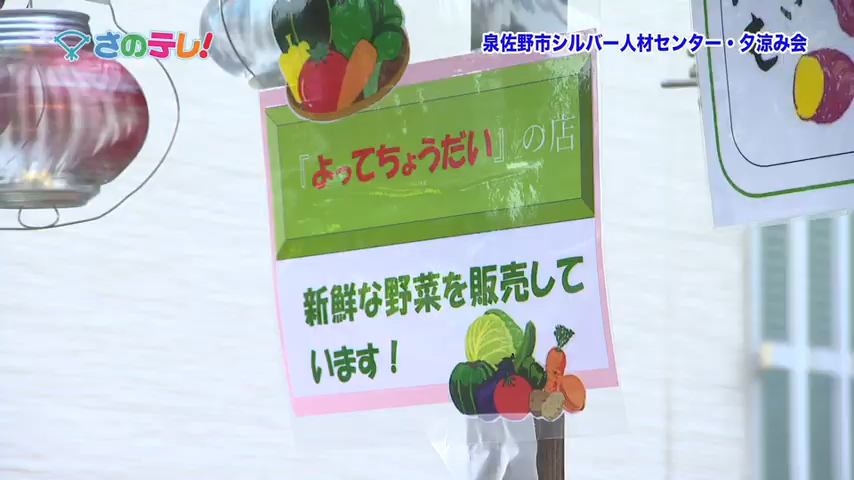 さのテレ!
泉佐野市シルバー人材センター・夕涼み会
『よってちょうだい』の店
新鮮な野菜を販売して
います!